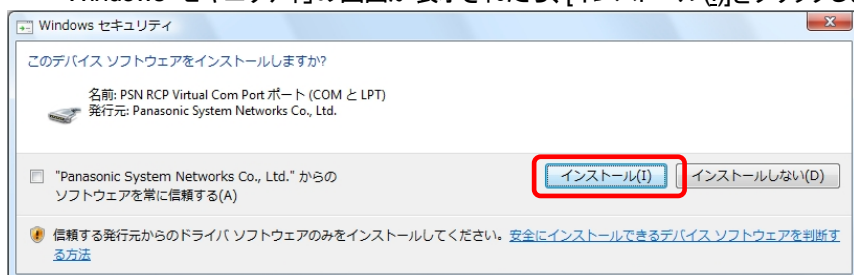 Windows セキュリティ
このデバイス ソフトウェアをインストールしますか?
名前: PSN RCP Virtual Com Port ポート (COM と LPT)
発行元: Panasonic System Networks Co., Ltd.
"Panasonic System Networks Co., Ltd." からの
ソフトウェアを常に信頼する(A)
インストール(I)
インストールしない(D)
信頼する発行元からのドライバ ソフトウェアのみをインストールしてください。安全にインストールできるデバイス ソフトウェアを判断す
る方法